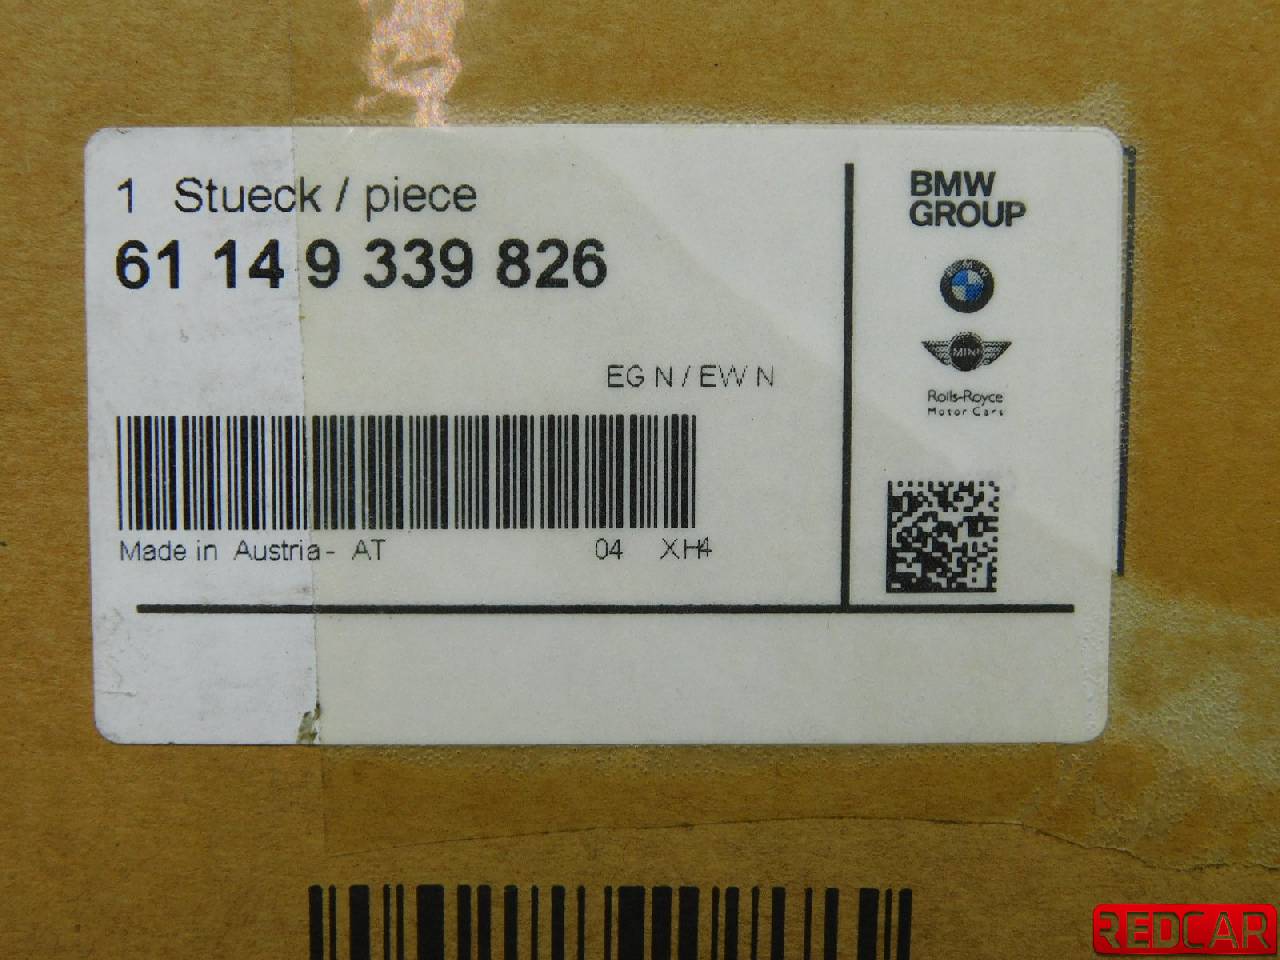 1 Stueck / piece
61 14 9 339 826
EG N / EW N
Made in Austria - AT 04 XH4
BMW
GROUP
BMW
MINI
Rolls-Royce
Motor Cars
REDCAR